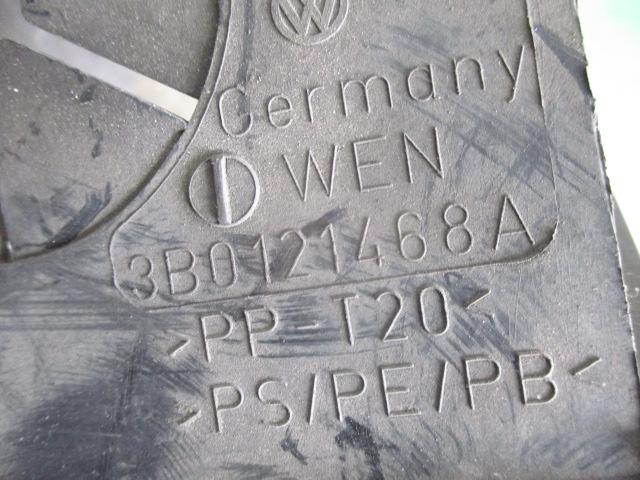 VW
Germany
WEN
3B0121468A
>PP-T20<
>PS/PE/PB<